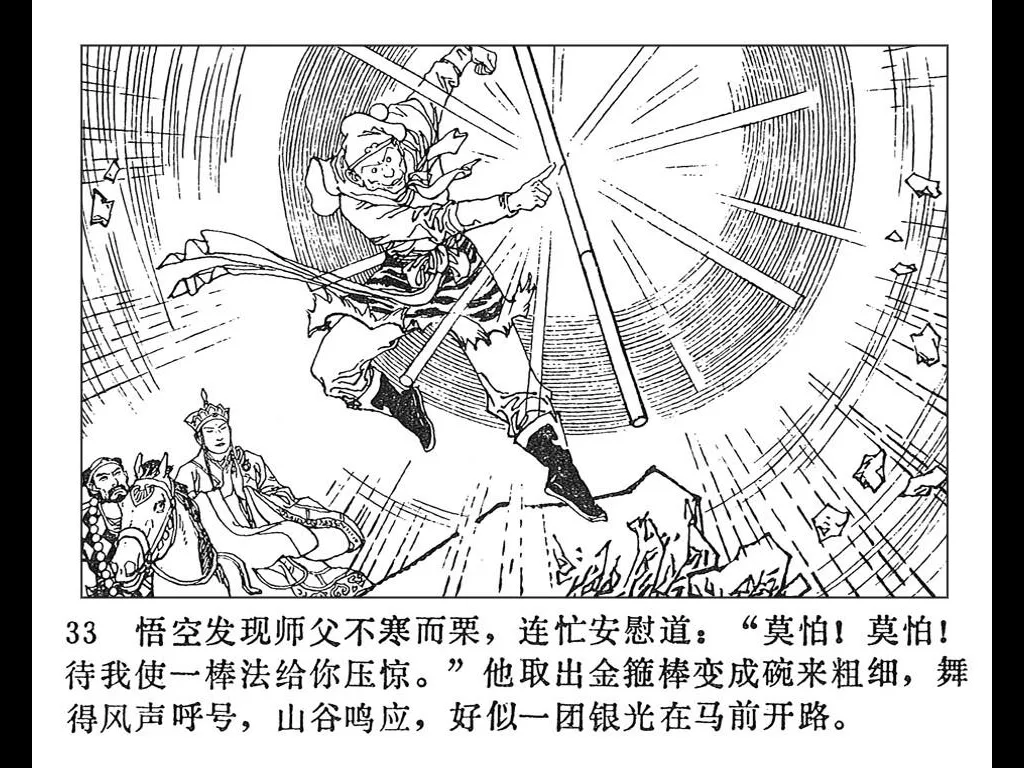 33 悟空发现师父不寒而栗，连忙安慰道：“莫怕！莫怕！
待我使一棒法给你压惊。”他取出金箍棒变成碗来粗细，舞
得风声呼号，山谷鸣应，好似一团银光在马前开路。